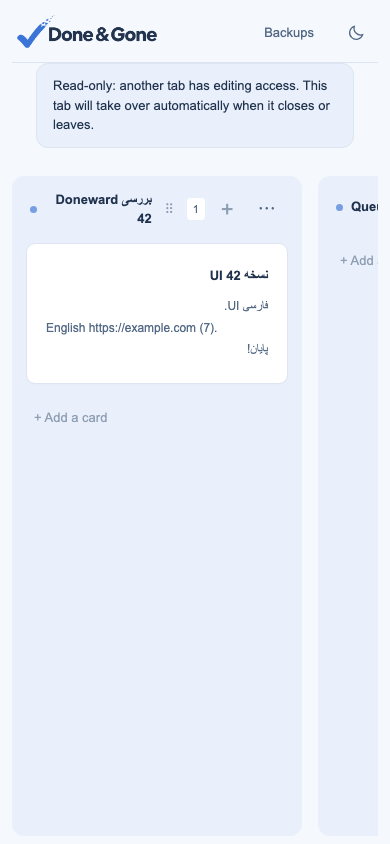 Done & Gone
Backups
Read-only: another tab has editing access. This
tab will take over automatically when it closes or
leaves.
بررسی Doneward
42
1
نسخه UI 42
فارسی UI.
English https://example.com (7).
پایان!
+ Add a card
+ Add